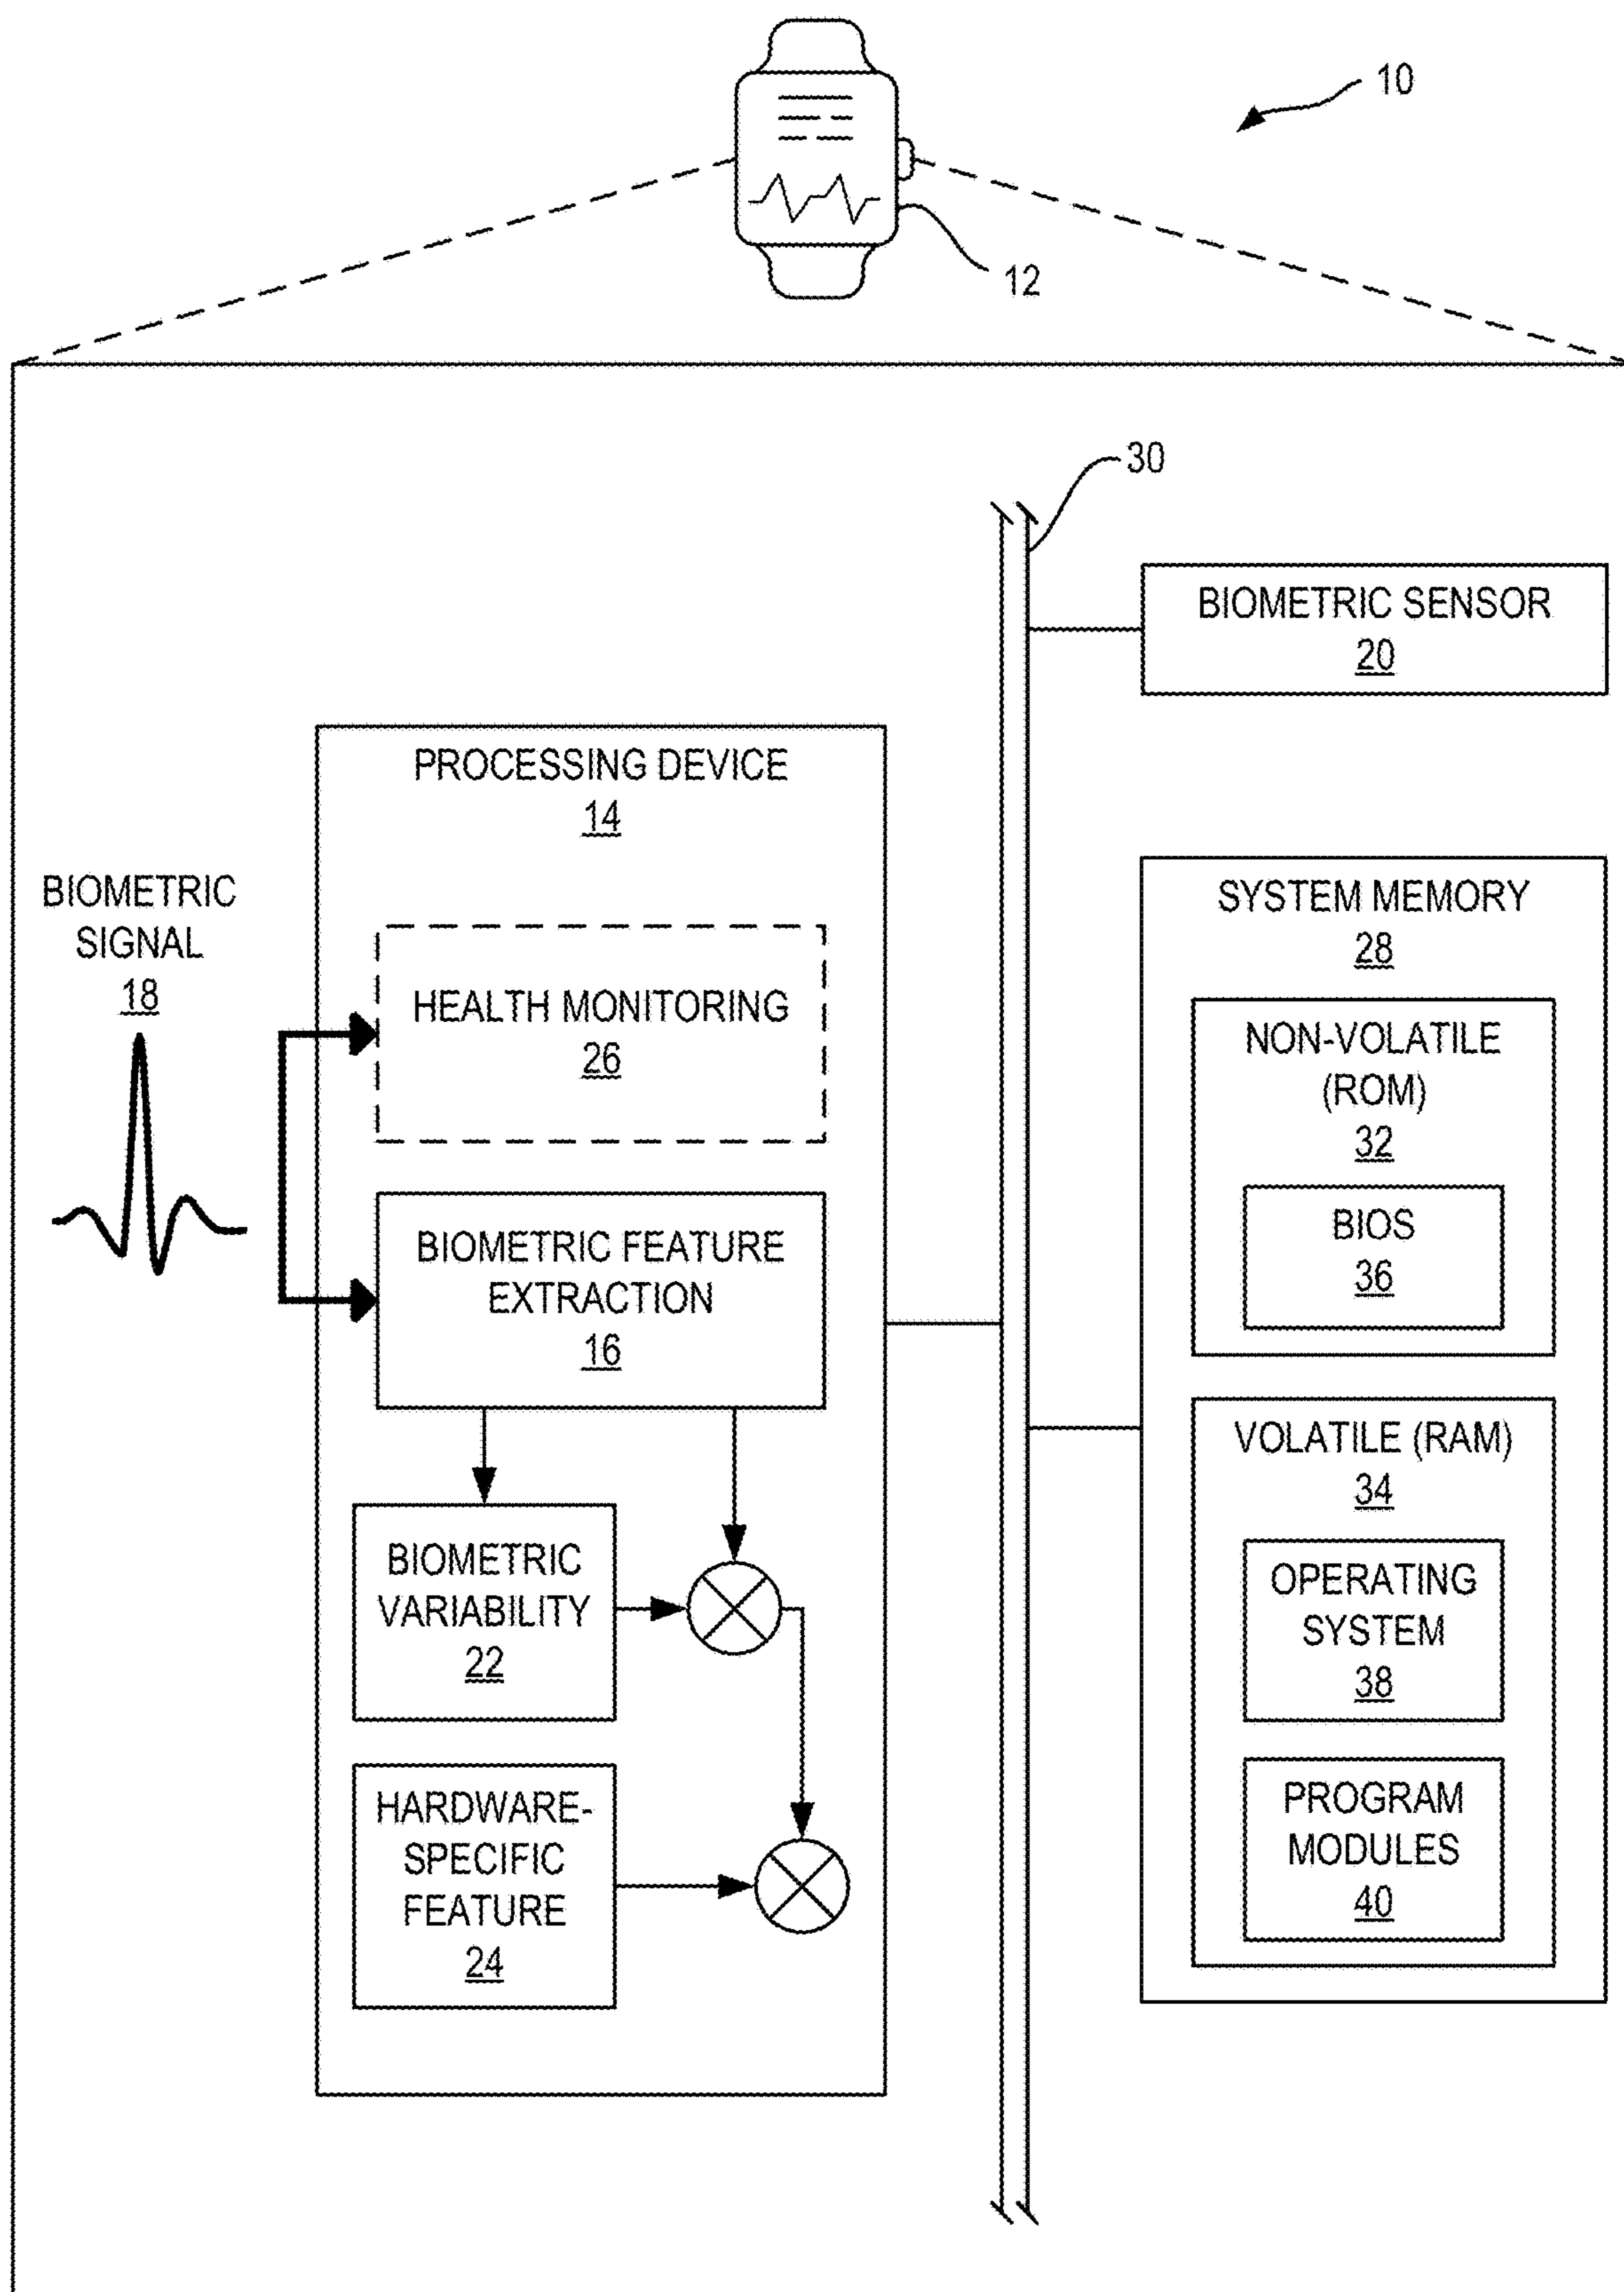 10
12
30
BIOMETRIC SENSOR
20
PROCESSING DEVICE
14
BIOMETRIC
SIGNAL
18
HEALTH MONITORING
26
BIOMETRIC FEATURE
EXTRACTION
16
BIOMETRIC
VARIABILITY
22
HARDWARE-
SPECIFIC
FEATURE
24
SYSTEM MEMORY
28
NON-VOLATILE
(ROM)
32
BIOS
36
VOLATILE (RAM)
34
OPERATING
SYSTEM
38
PROGRAM
MODULES
40